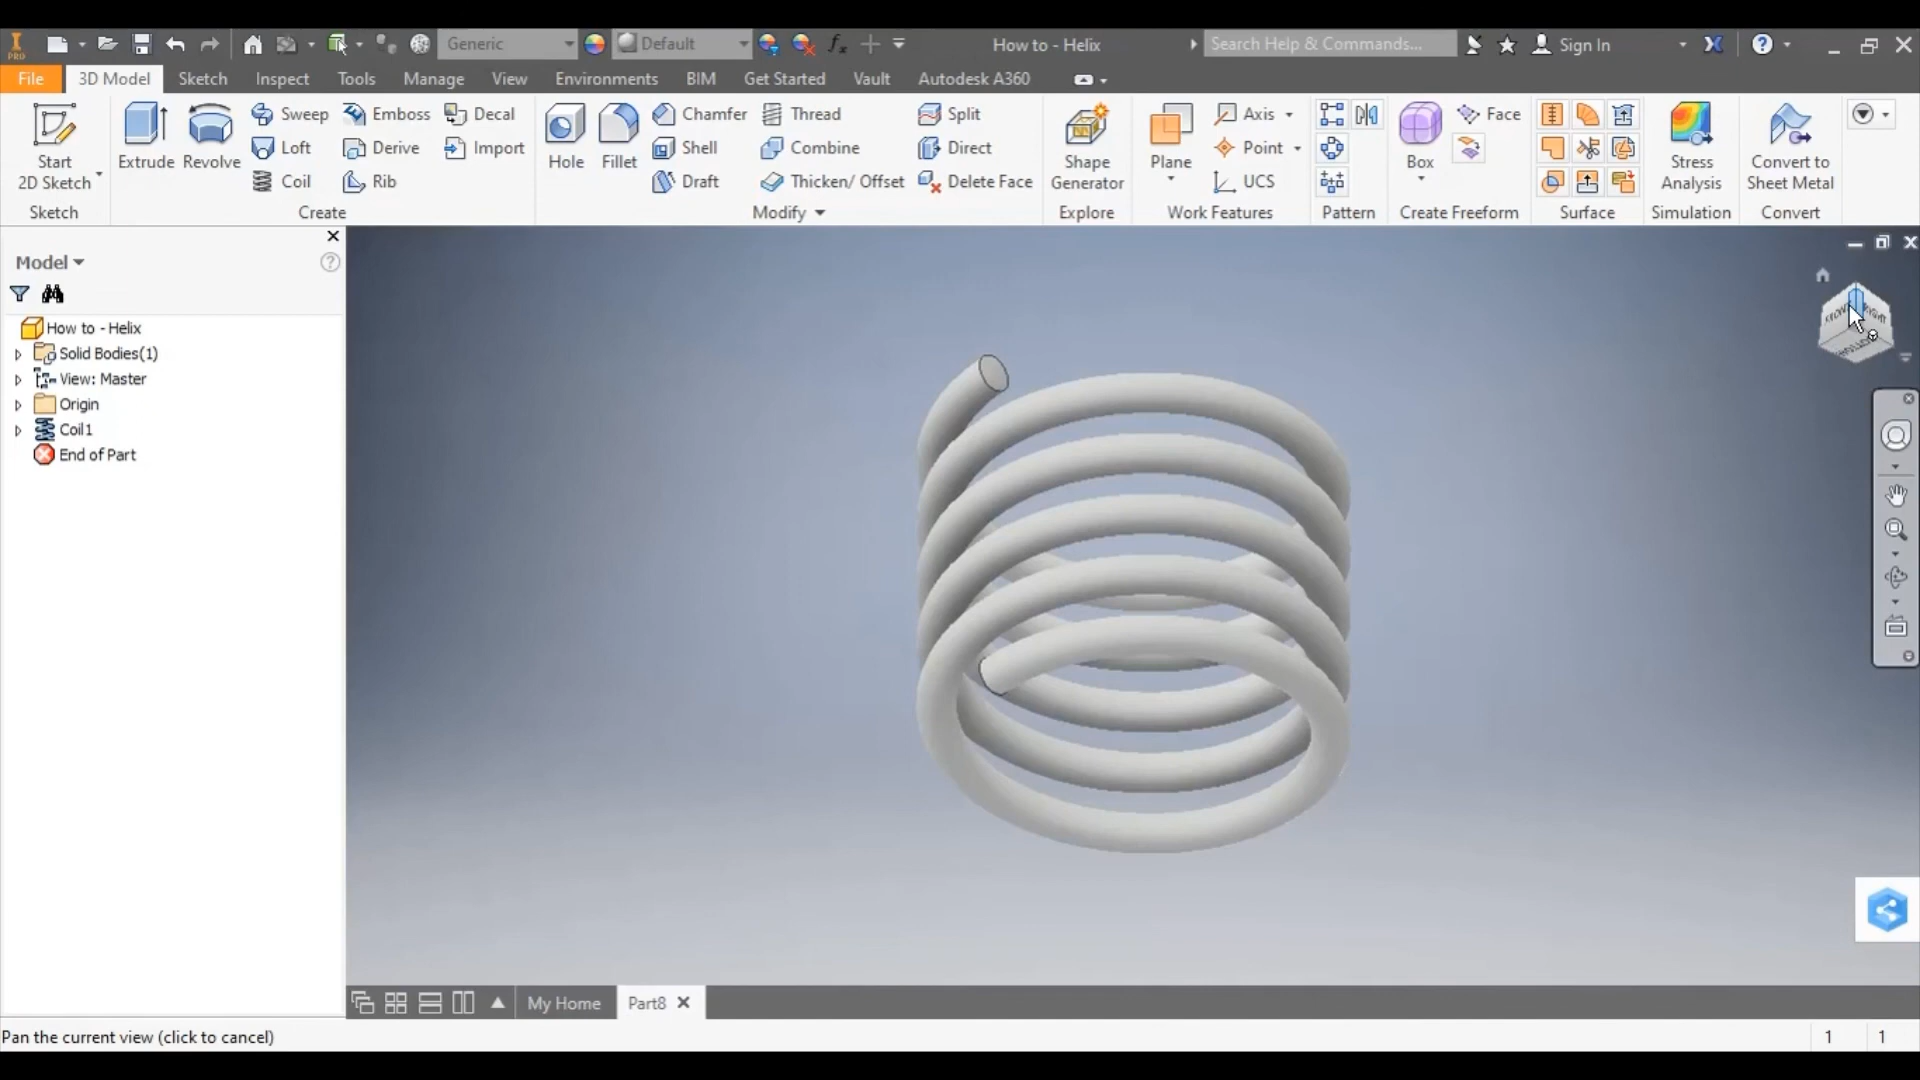 PRO
Generic
Default
fx
How to - Helix
Search Help & Commands...
Sign In
File 3D Model Sketch Inspect Tools Manage View Environments BIM Get Started Vault Autodesk A360
Start 2D Sketch
Extrude
Revolve
Sweep
Loft
Coil
Emboss
Derive
Rib
Decal
Import
Hole
Fillet
Chamfer
Shell
Draft
Thread
Combine
Thicken/ Offset
Split
Direct
Delete Face
Shape Generator
Plane
Axis
Point
UCS
Box
Face
Stress Analysis
Convert to Sheet Metal
Sketch
Create
Modify
Explore
Work Features
Pattern
Create Freeform
Surface
Simulation
Convert
Model
How to - Helix
Solid Bodies(1)
View: Master
Origin
Coil1
End of Part
My Home
Part8
Pan the current view (click to cancel)
1 1